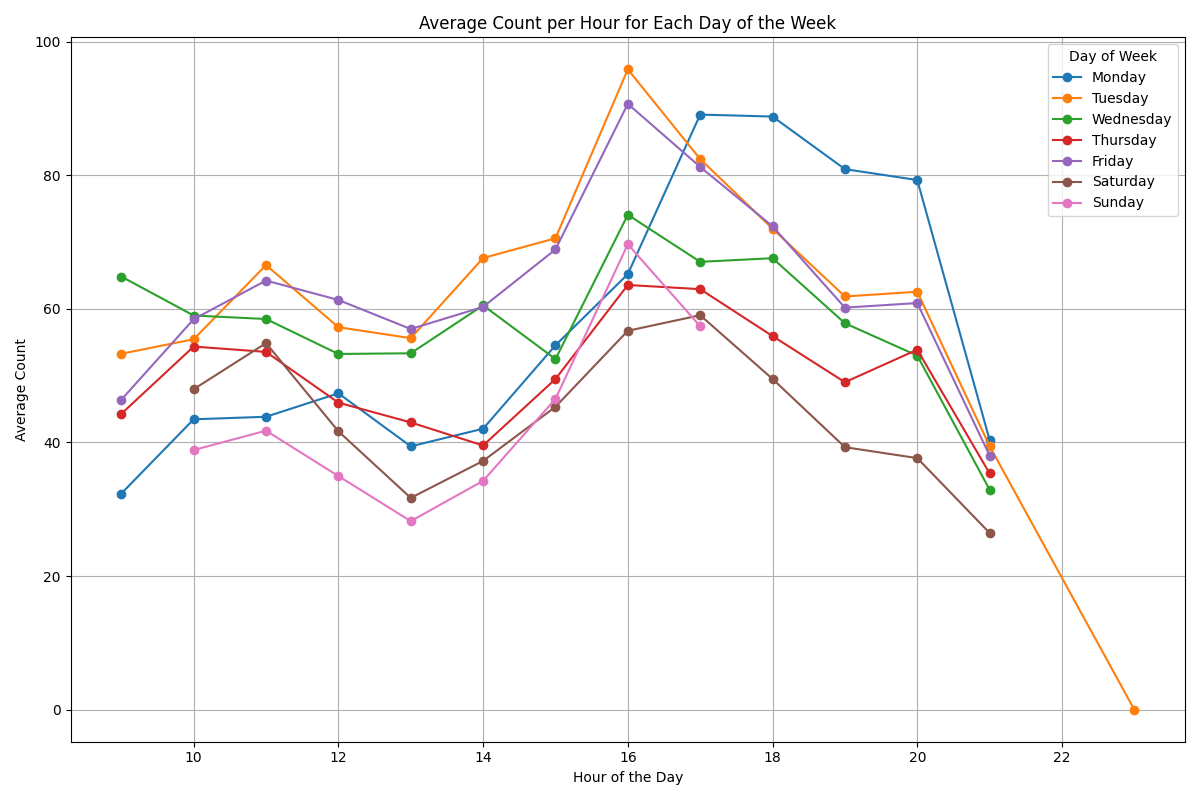 Average Count per Hour for Each Day of the Week
100
80
60
40
20
0
Average Count
Day of Week
Monday
Tuesday
Wednesday
Thursday
Friday
Saturday
Sunday
10 12 14 16 18 20 22
Hour of the Day